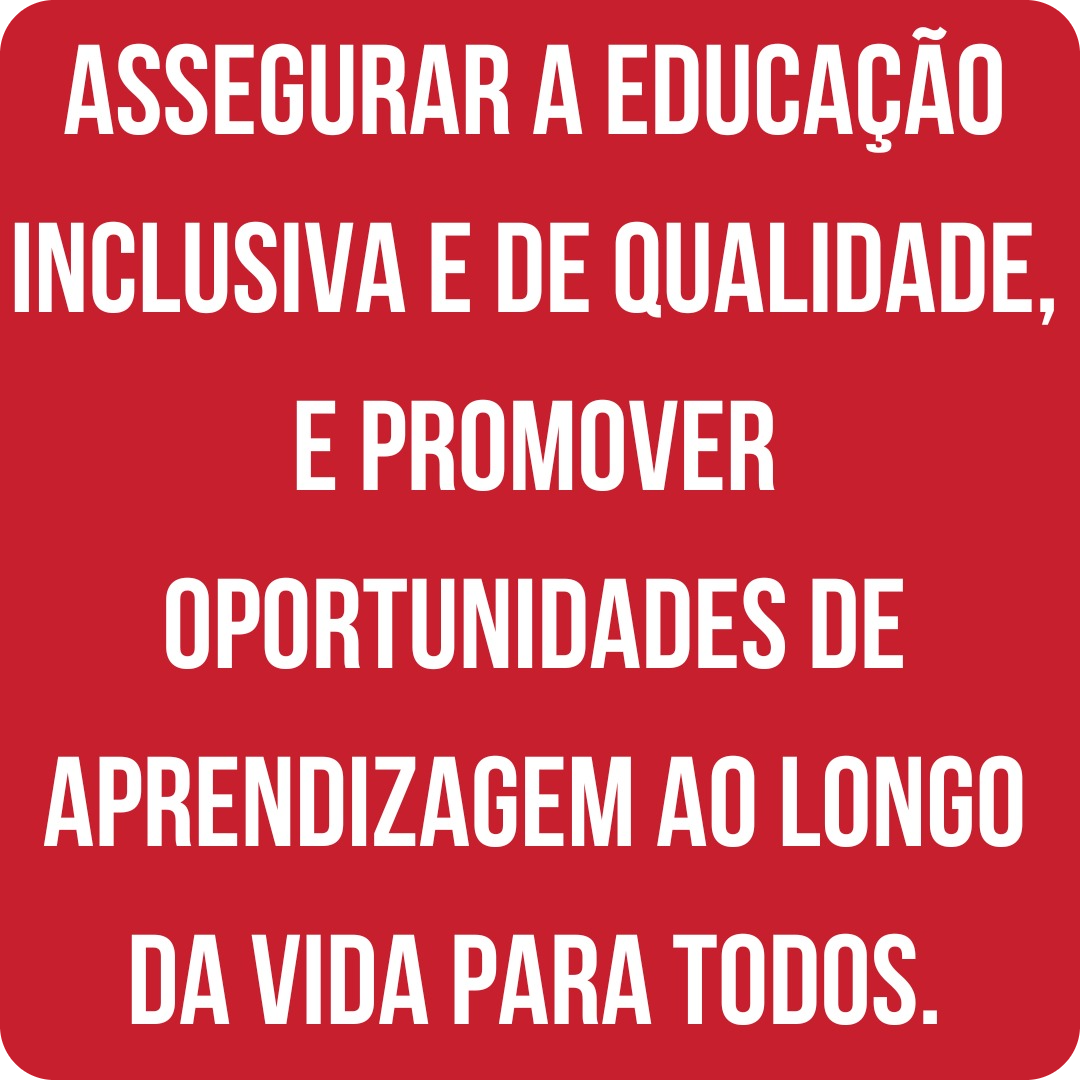 ASSEGURAR A EDUCAÇÃO
INCLUSIVA E DE QUALIDADE,
E PROMOVER
OPORTUNIDADES DE
APRENDIZAGEM AO LONGO
DA VIDA PARA TODOS.